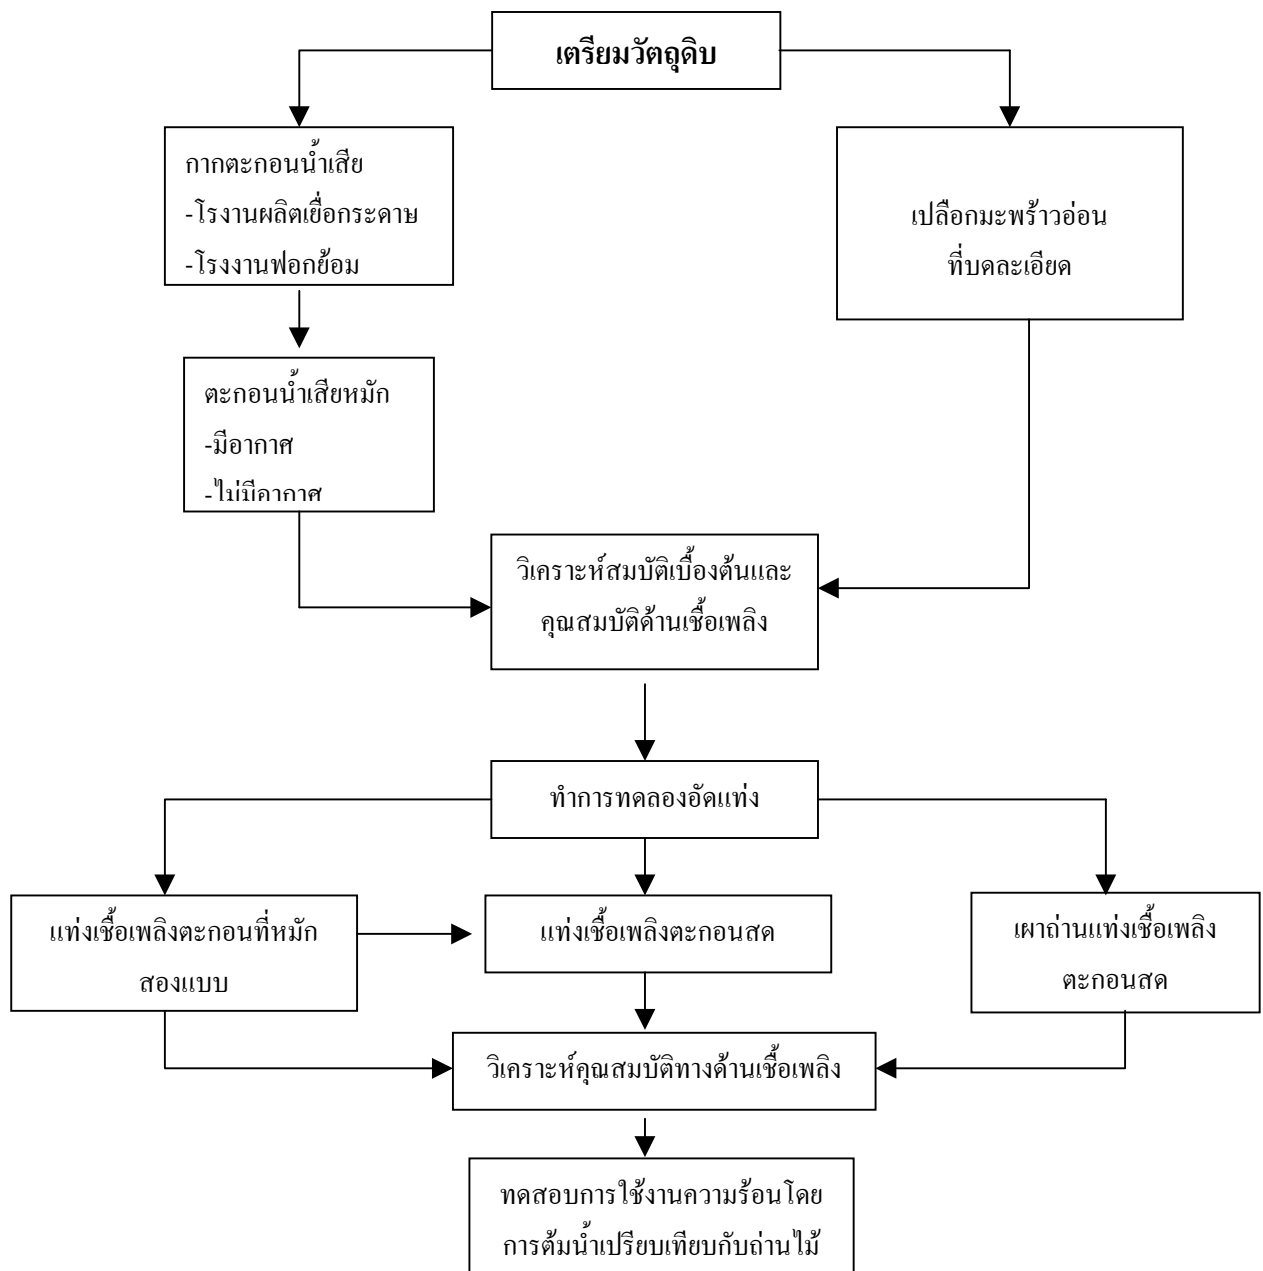 เตรียมวัตถุดิบ
กากตะกอนน้ำเสีย
-โรงานผลิตเยื่อกระดาษ
-โรงงานฟอกย้อม
เปลือกมะพร้าวอ่อน
ที่บดละเอียด
ตะกอนน้ำเสียหมัก
-มีอากาศ
-ไม่มีอากาศ
วิเคราะห์สมบัติเบื้องต้นและ
คุณสมบัติด้านเชื้อเพลิง
ทำการทดลองอัดแท่ง
แท่งเชื้อเพลิงตะกอนที่หมัก
สองแบบ
แท่งเชื้อเพลิงตะกอนสด
เผาถ่านแท่งเชื้อเพลิง
ตะกอนสด
วิเคราะห์คุณสมบัติทางด้านเชื้อเพลิง
ทดสอบการใช้งานความร้อนโดย
การต้มน้ำเปรียบเทียบกับถ่านไม้